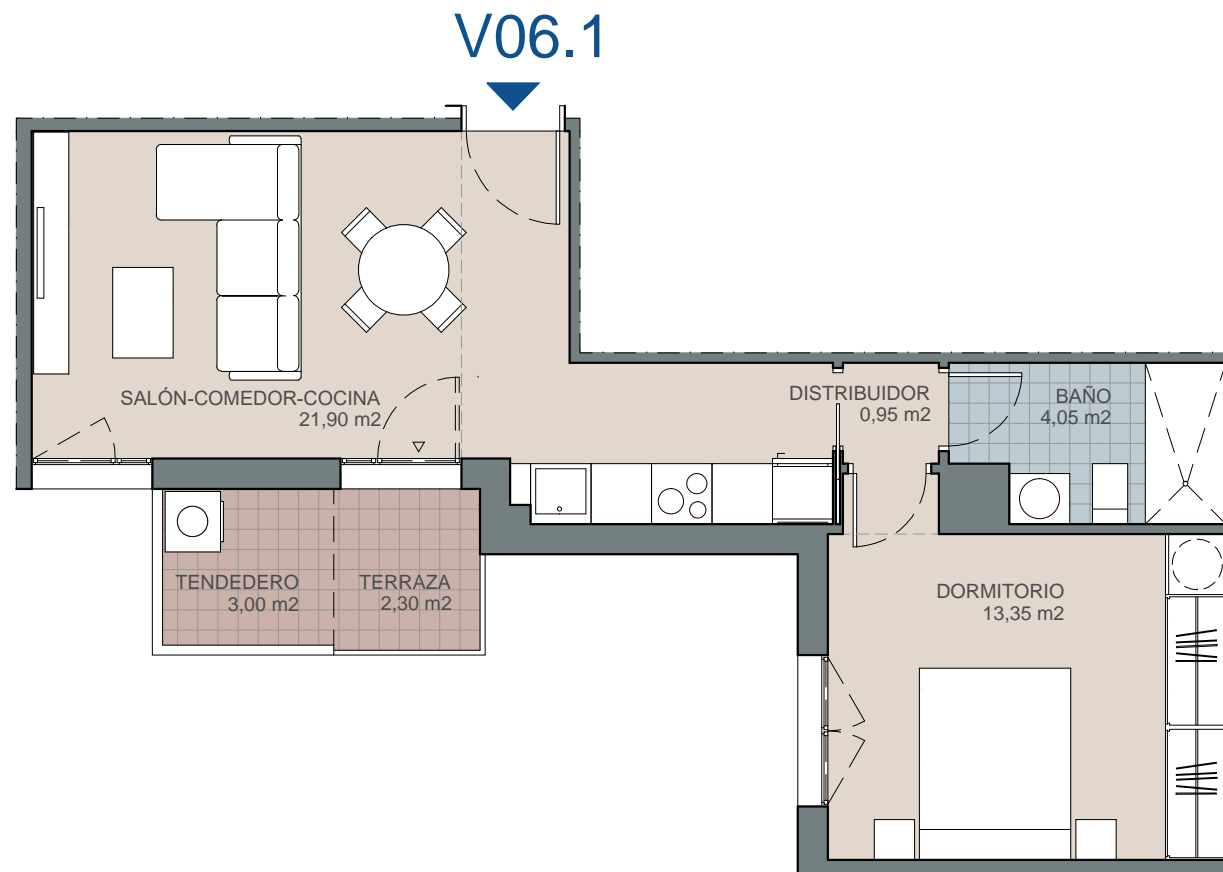 V06.1
SALÓN-COMEDOR-COCINA
21,90 m2
DISTRIBUIDOR
0,95 m2
BAÑO
4,05 m2
TENDEDERO
3,00 m2
TERRAZA
2,30 m2
DORMITORIO
13,35 m2